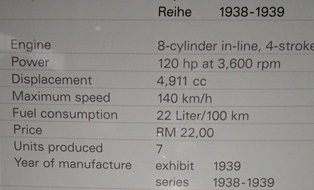 Reihe 1938-1939
Engine 8-cylinder in-line, 4-stroke
Power 120 hp at 3,600 rpm
Displacement 4,911 cc
Maximum speed 140 km/h
Fuel consumption 22 Liter/100 km
Price RM 22,00
Units produced 7
Year of manufacture exhibit 1939
series 1938-1939